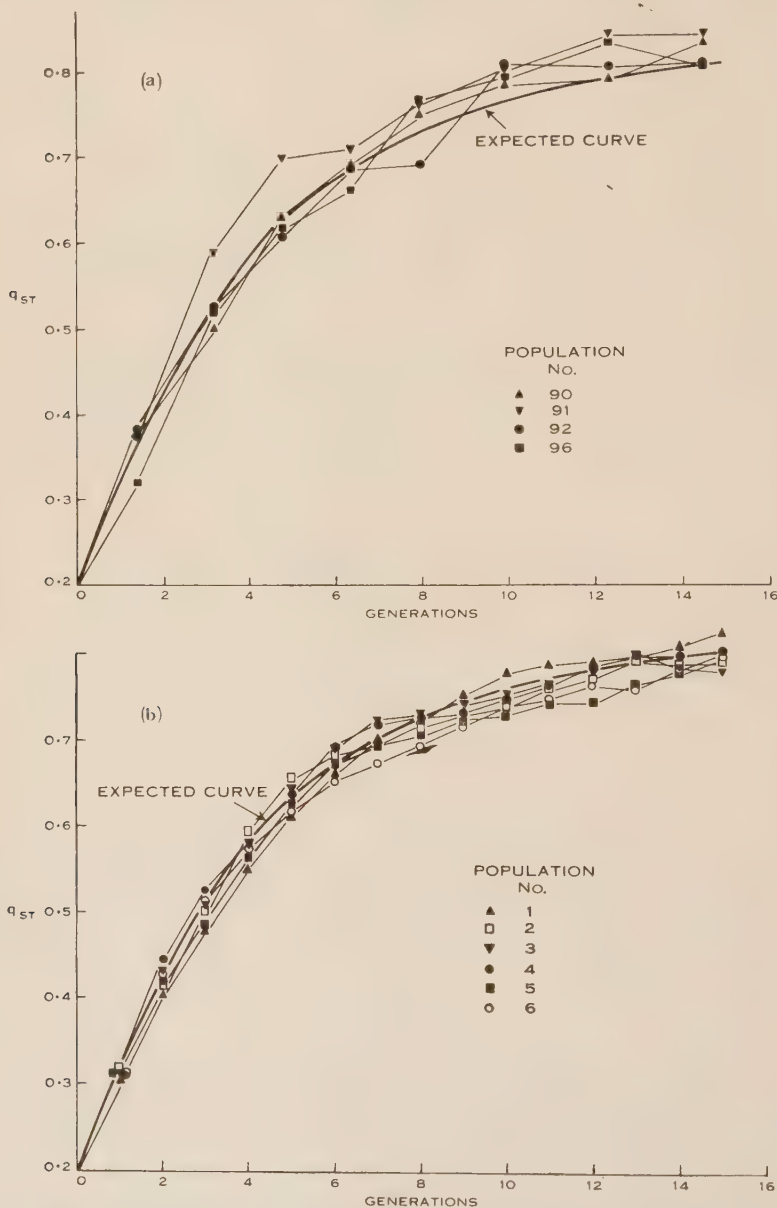 (a)
0·8
0·7
0·6
0·5
0·4
0·3
0·2
qST
EXPECTED CURVE
POPULATION
No.
90
91
92
96
0 2 4 6 8 10 12 14 16
GENERATIONS
(b)
0·7
0·6
0·5
0·4
0·3
0·2
qST
EXPECTED CURVE
POPULATION
No.
1
2
3
4
5
6
0 2 4 6 8 10 12 14 16
GENERATIONS